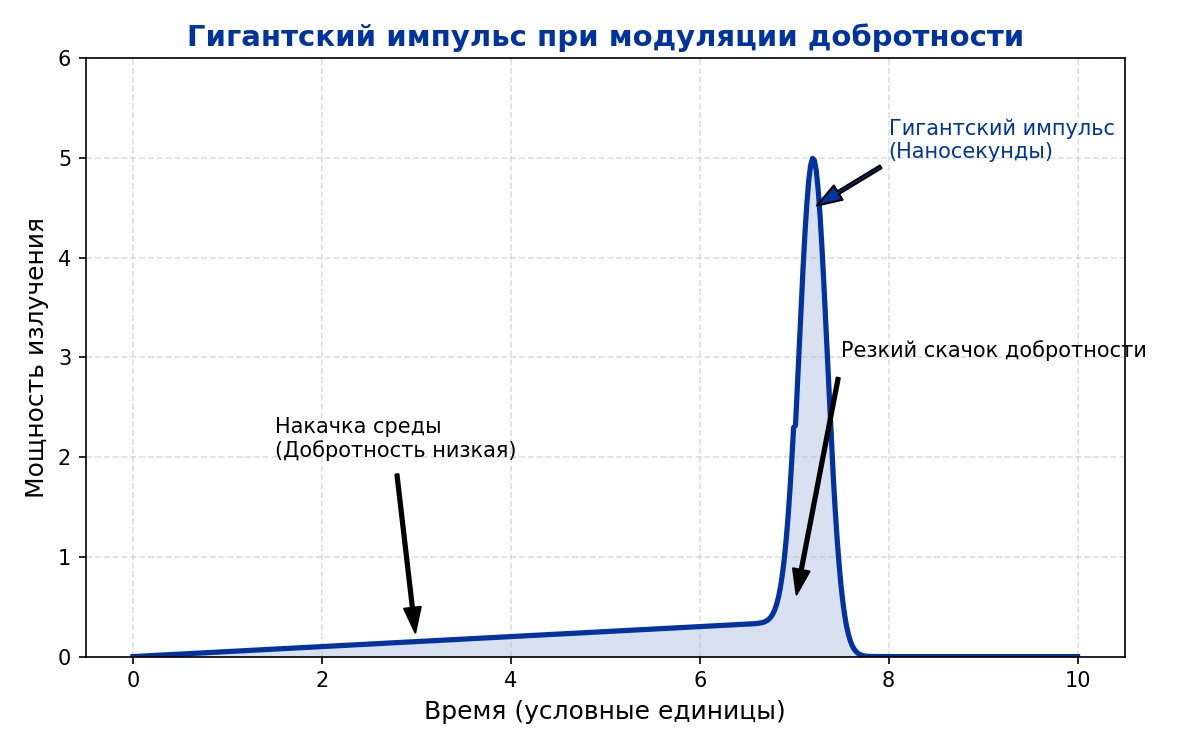 Гигантский импульс при модуляции добротности
Мощность излучения
6
5
4
3
2
1
0
Гигантский импульс
(Наносекунды)
Резкий скачок добротности
Накачка среды
(Добротность низкая)
0 2 4 6 8 10
Время (условные единицы)